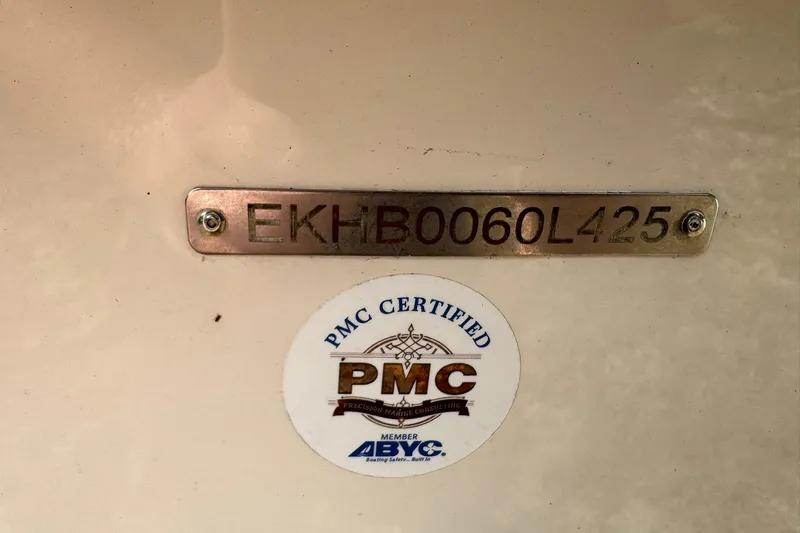 EKHB0060L425
PMC CERTIFIED
PMC
PRECISION MARINE CONSULTING
MEMBER
ABYC.
Boating Safety... Built In